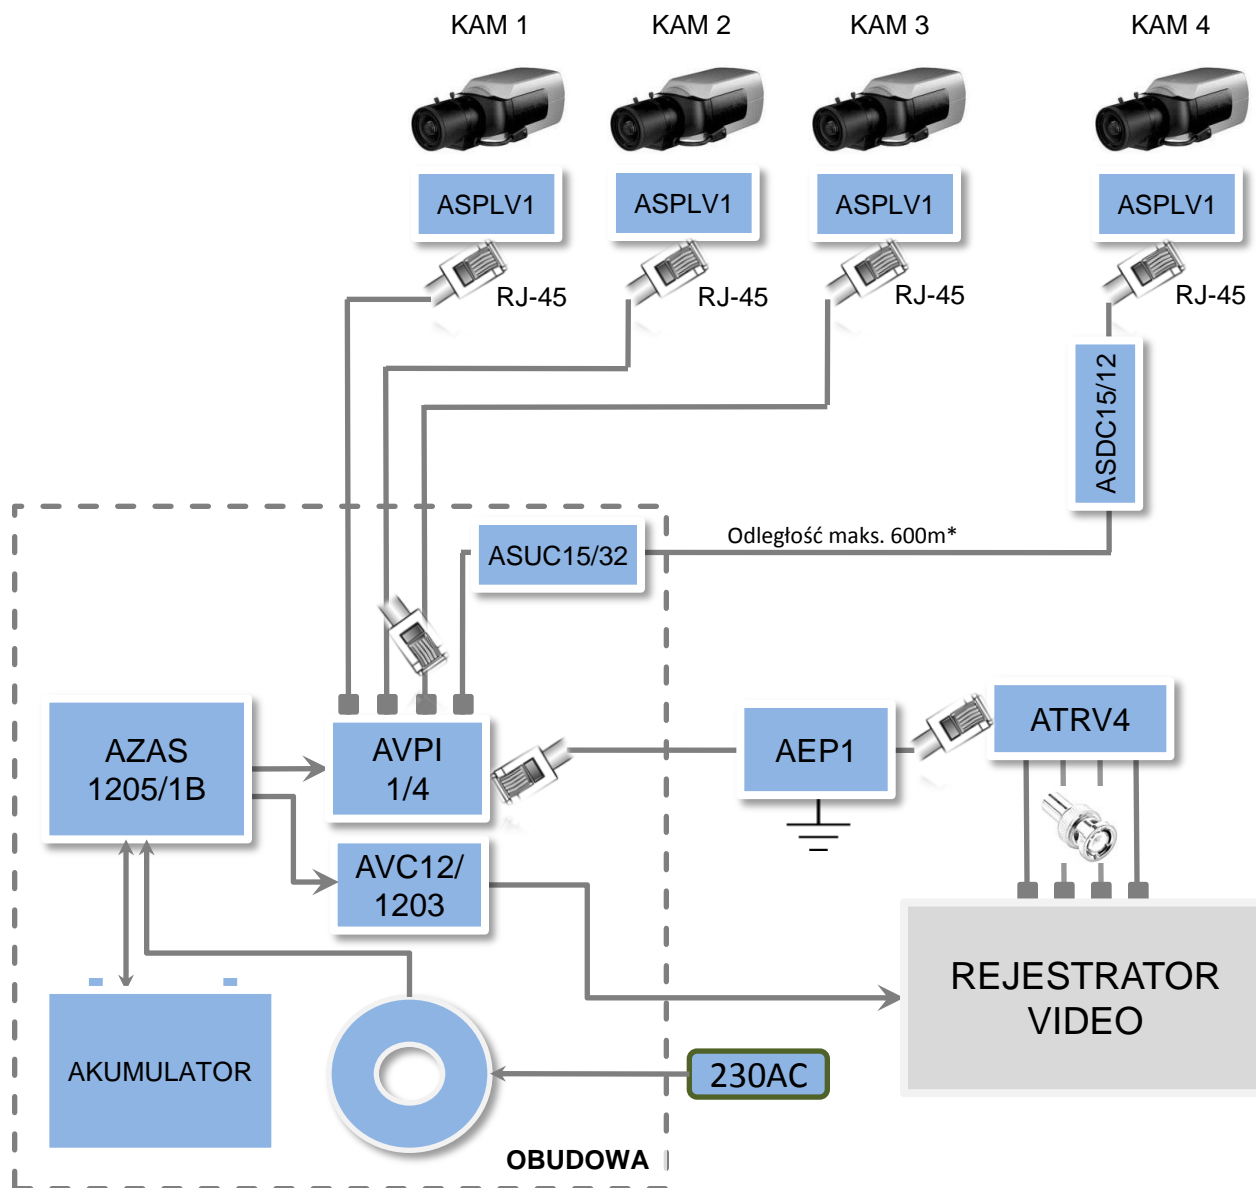 KAM 1
KAM 2
KAM 3
KAM 4
ASPLV1
ASPLV1
ASPLV1
ASPLV1
RJ-45
RJ-45
RJ-45
RJ-45
ASDC15/12
Odległość maks. 600m*
ASUC15/32
AZAS
1205/1B
AVPI
1/4
AEP1
ATRV4
AVC12/
1203
REJESTRATOR
VIDEO
AKUMULATOR
230AC
OBUDOWA